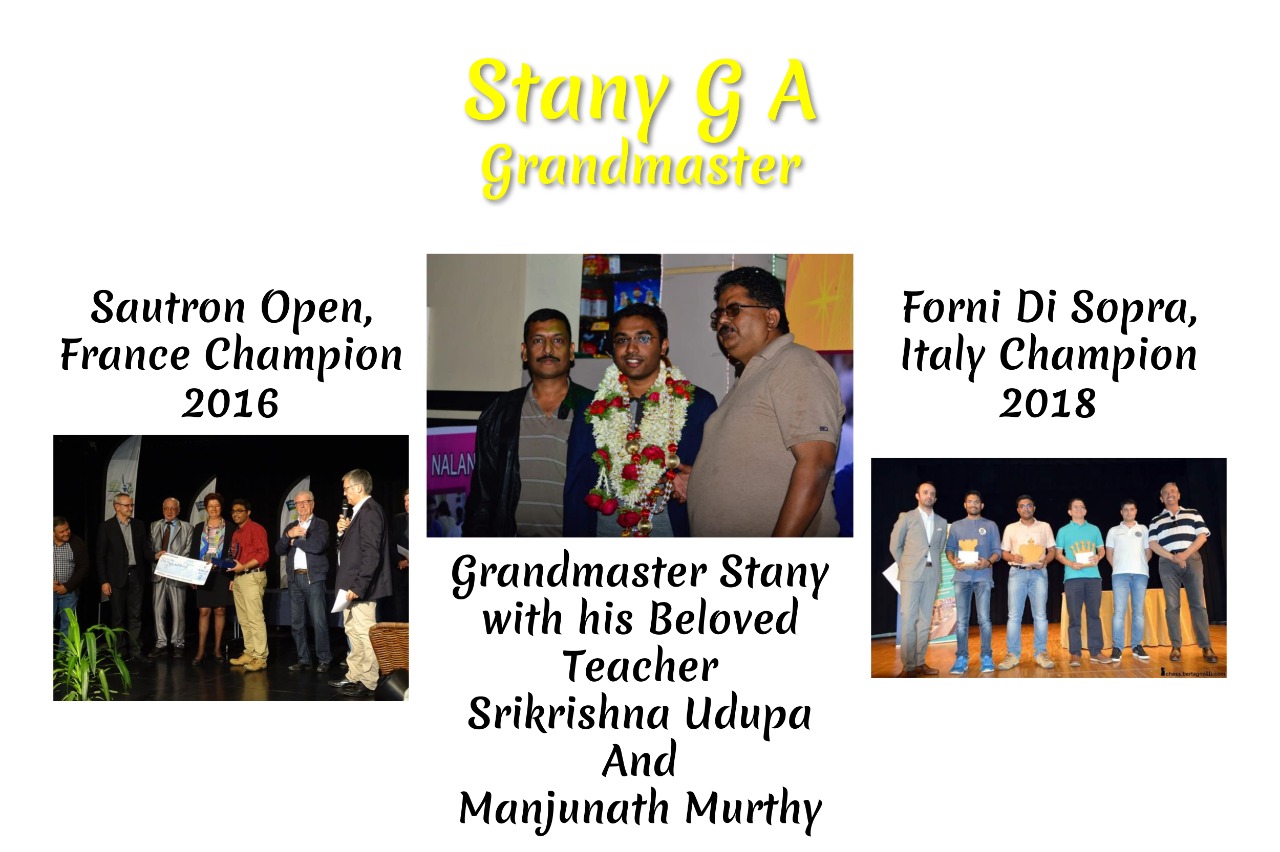 Stany G A
Grandmaster
Sautron Open,
France Champion
2016
Forni Di Sopra,
Italy Champion
2018
NALAN
Grandmaster Stany
with his Beloved
Teacher
Srikrishna Udupa
And
Manjunath Murthy